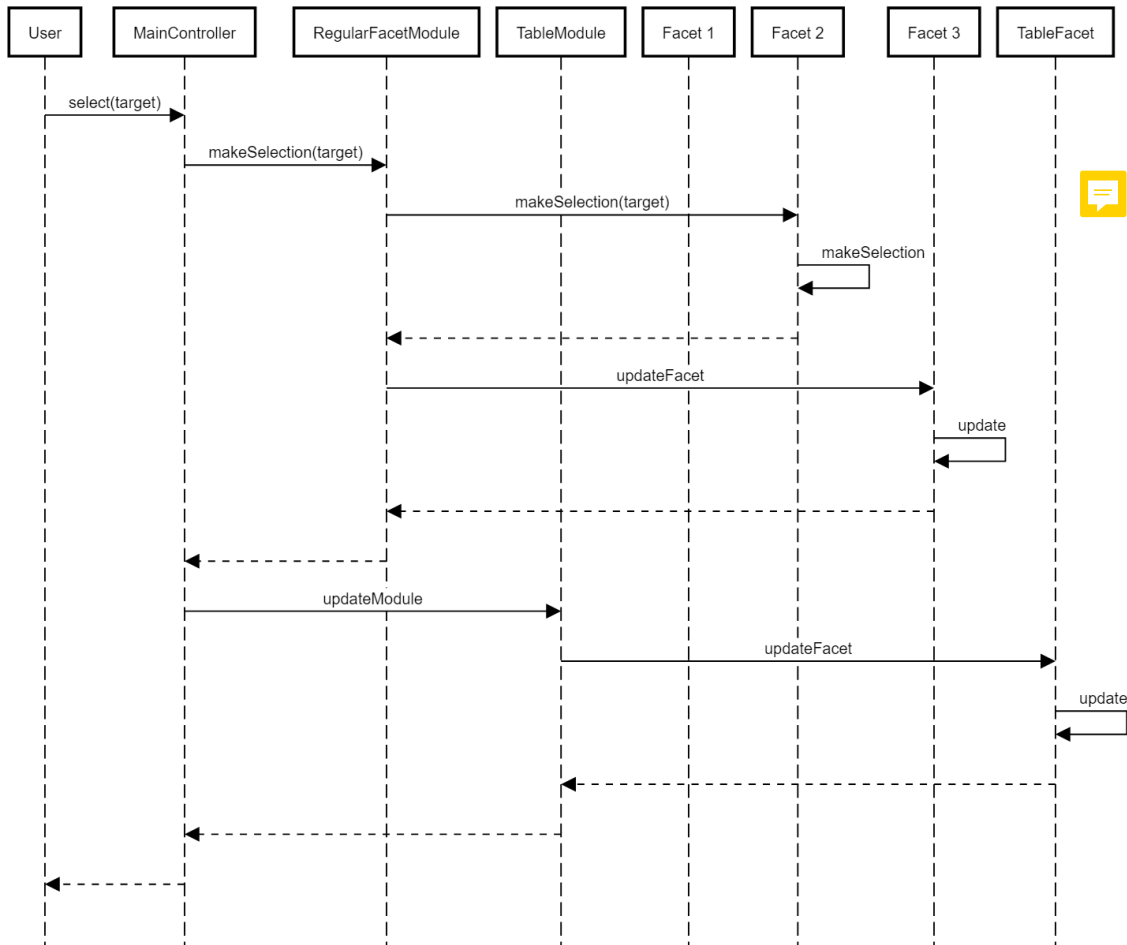 User
MainController
RegularFacetModule
TableModule
Facet 1
Facet 2
Facet 3
TableFacet
select(target)
makeSelection(target)
makeSelection(target)
makeSelection
updateFacet
update
updateModule
updateFacet
update